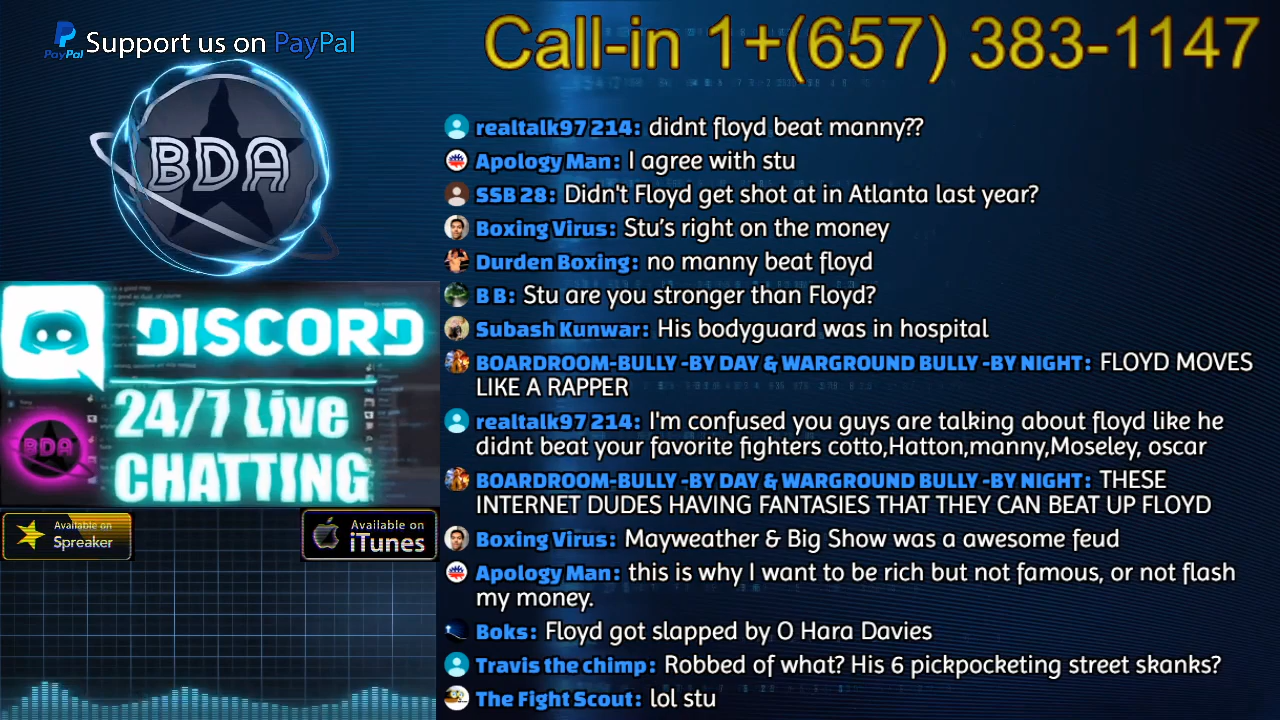 PayPal
Support us on PayPal
Call-in 1+(657) 383-1147
BDA
DISCORD
24/7 Live
CHATTING
BDA
Available on
Spreaker
Available on
iTunes
realtalk97 214: didnt floyd beat manny??
Apology Man: I agree with stu
SSB 28: Didn't Floyd get shot at in Atlanta last year?
Boxing Virus: Stu’s right on the money
Durden Boxing: no manny beat floyd
B B: Stu are you stronger than Floyd?
Subash Kunwar: His bodyguard was in hospital
BOARDROOM-BULLY -BY DAY & WARGROUND BULLY -BY NIGHT: FLOYD MOVES
LIKE A RAPPER
realtalk97 214: I'm confused you guys are talking about floyd like he
didnt beat your favorite fighters cotto,Hatton,manny,Moseley, oscar
BOARDROOM-BULLY -BY DAY & WARGROUND BULLY -BY NIGHT: THESE
INTERNET DUDES HAVING FANTASIES THAT THEY CAN BEAT UP FLOYD
Boxing Virus: Mayweather & Big Show was a awesome feud
Apology Man: this is why I want to be rich but not famous, or not flash
my money.
Boks: Floyd got slapped by O Hara Davies
Travis the chimp: Robbed of what? His 6 pickpocketing street skanks?
The Fight Scout: lol stu